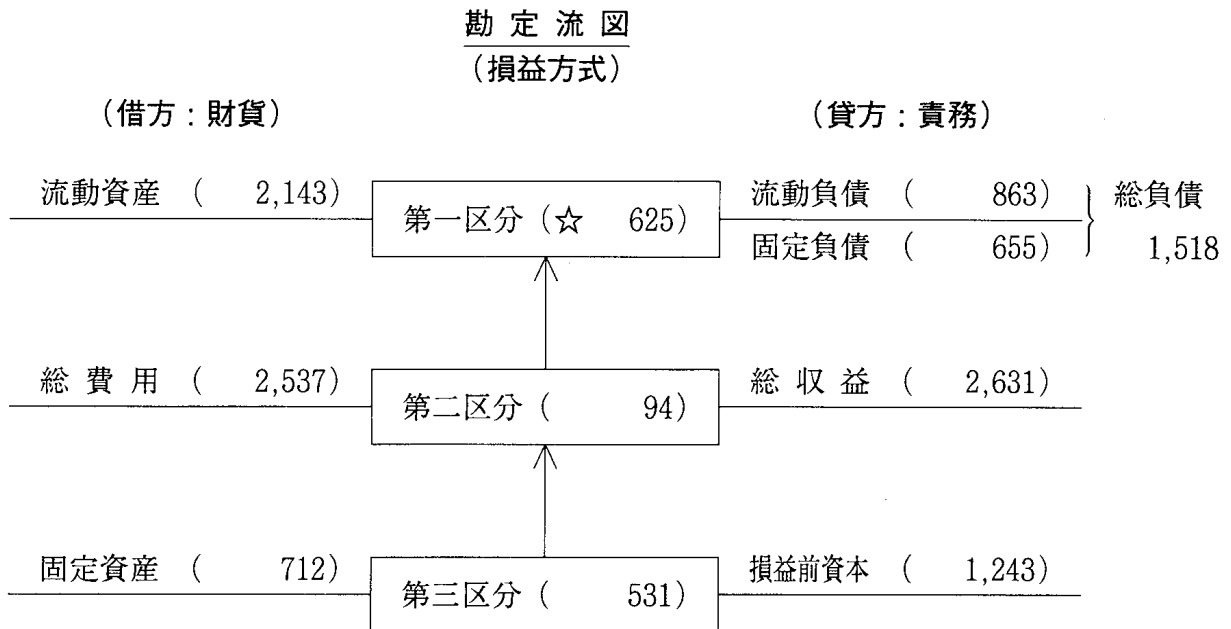 勘定流図
(損益方式)
(借方:財貨) (貸方:責務)
流動資産 ( 2,143) 第一区分(☆ 625) 流動負債 ( 863) 総負債
固定負債 ( 655) 1,518
総費用 ( 2,537) 第二区分( 94) 総収益 ( 2,631)
固定資産 ( 712) 第三区分( 531) 損益前資本 ( 1,243)